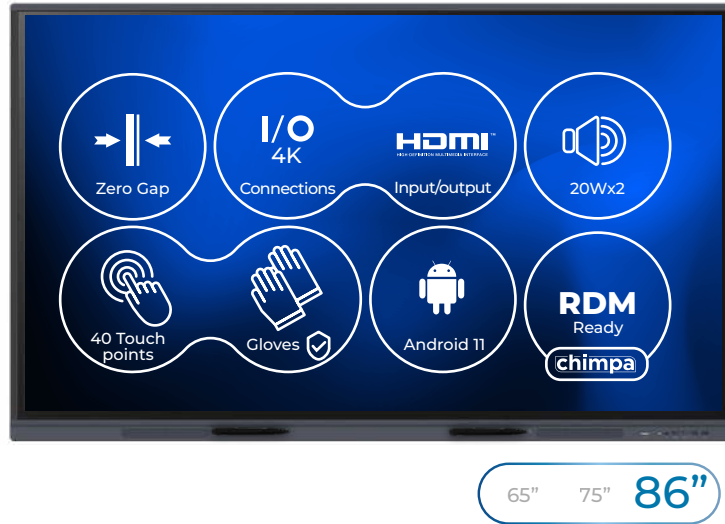 Zero Gap
I/O
4K
Connections
HDMI™
HIGH DEFINITION MULTIMEDIA INTERFACE
Input/output
20Wx2
40 Touch
points
Gloves
Android 11
RDM
Ready
chimpa
65” 75” 86”